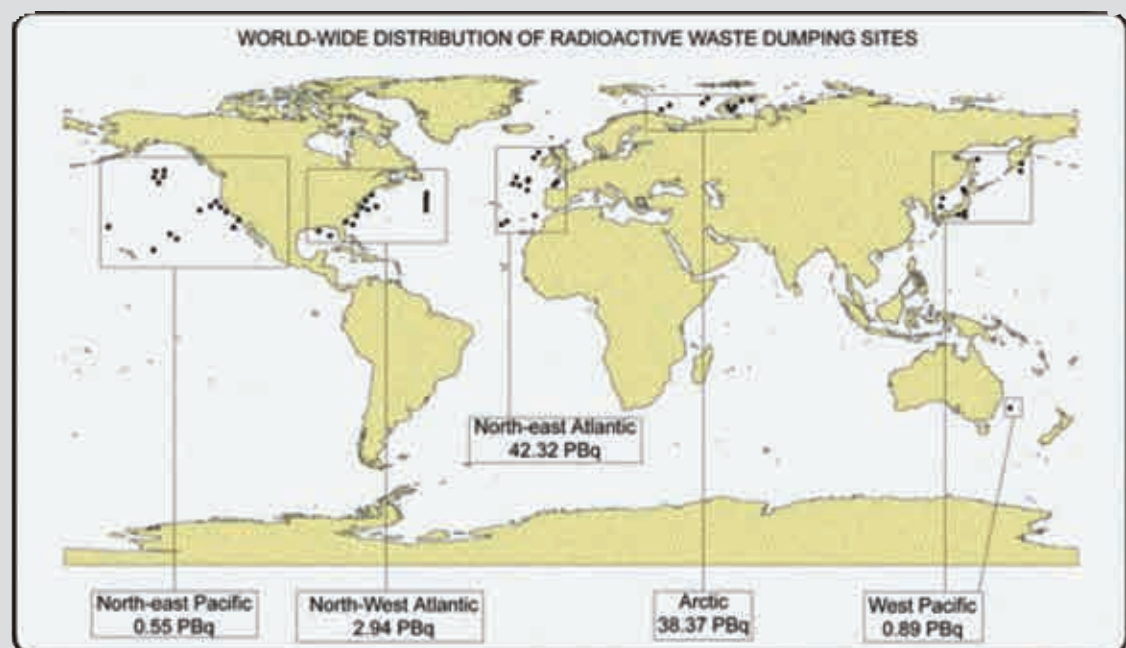 WORLD-WIDE DISTRIBUTION OF RADIOACTIVE WASTE DUMPING SITES
North-east Atlantic
42.32 PBq
North-east Pacific
0.55 PBq
North-West Atlantic
2.94 PBq
Arctic
38.37 PBq
West Pacific
0.89 PBq